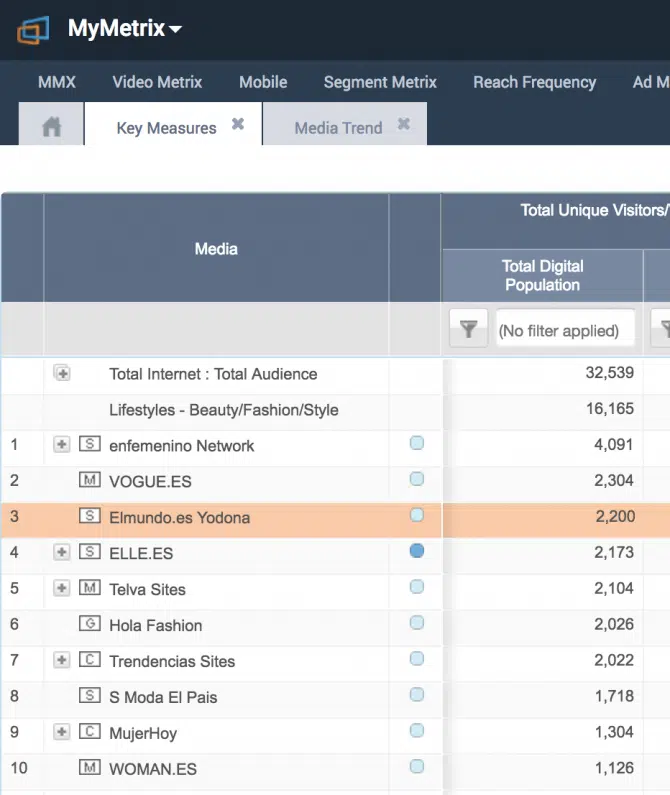 MyMetrix
MMX Video Metrix Mobile Segment Metrix Reach Frequency Ad M
Key Measures Media Trend
Total Unique Visitors/
Media
Total Digital
Population
(No filter applied)
Total Internet : Total Audience 32,539
Lifestyles - Beauty/Fashion/Style 16,165
1 S enfemenino Network 4,091
2 M VOGUE.ES 2,304
3 S Elmundo.es Yodona 2,200
4 S ELLE.ES 2,173
5 M Telva Sites 2,104
6 G Hola Fashion 2,026
7 C Trendencias Sites 2,022
8 S S Moda El Pais 1,718
9 C MujerHoy 1,304
10 M WOMAN.ES 1,126